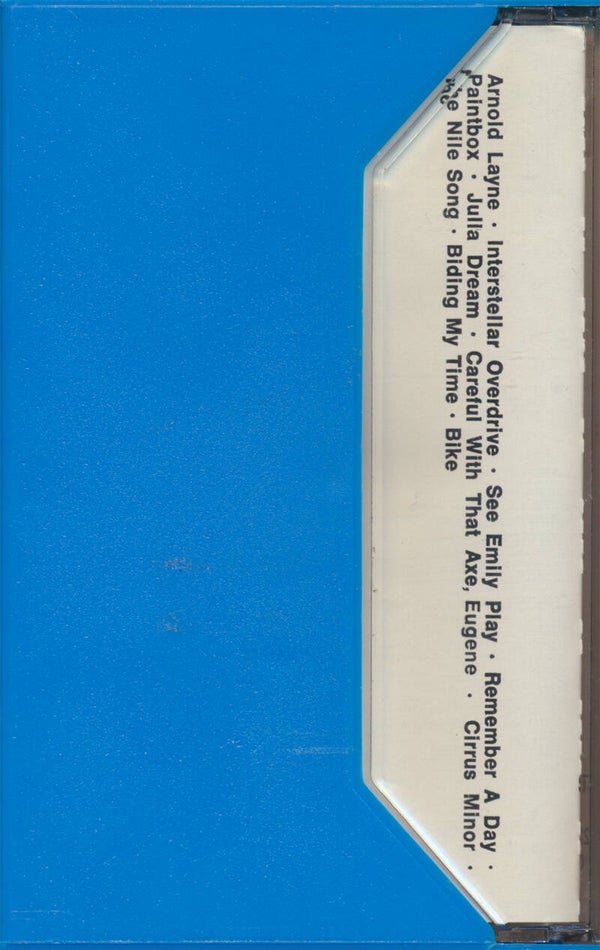 Arnold Layne · Interstellar Overdrive · See Emily Play · Remember A Day ·
Paintbox · Julia Dream · Careful With That Axe, Eugene · Cirrus Minor ·
The Nile Song · Biding My Time · Bike